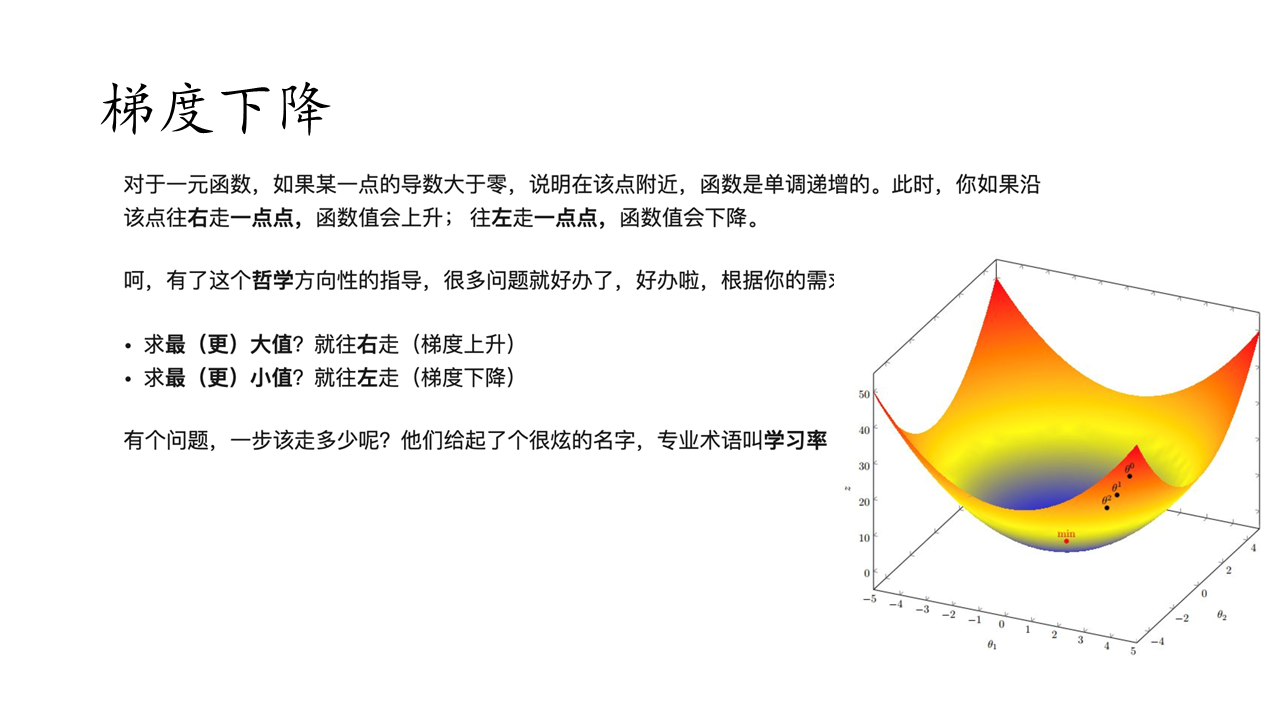 梯度下降
对于一元函数，如果某一点的导数大于零，说明在该点附近，函数是单调递增的。此时，你如果沿
该点往右走一点点，函数值会上升； 往左走一点点，函数值会下降。
呵，有了这个哲学方向性的指导，很多问题就好办了，好办啦，根据你的需
• 求最（更）大值？就往右走（梯度上升）
• 求最（更）小值？就往左走（梯度下降）
有个问题，一步该走多少呢？他们给起了个很炫的名字，专业术语叫学习率
50
40
30
20
10
0
z
θ⁰
θ¹
θ²
min
−5
−4
−3
−2
−1
0
1
2
3
4
5
θ₁
−4
−2
0
2
4
θ₂